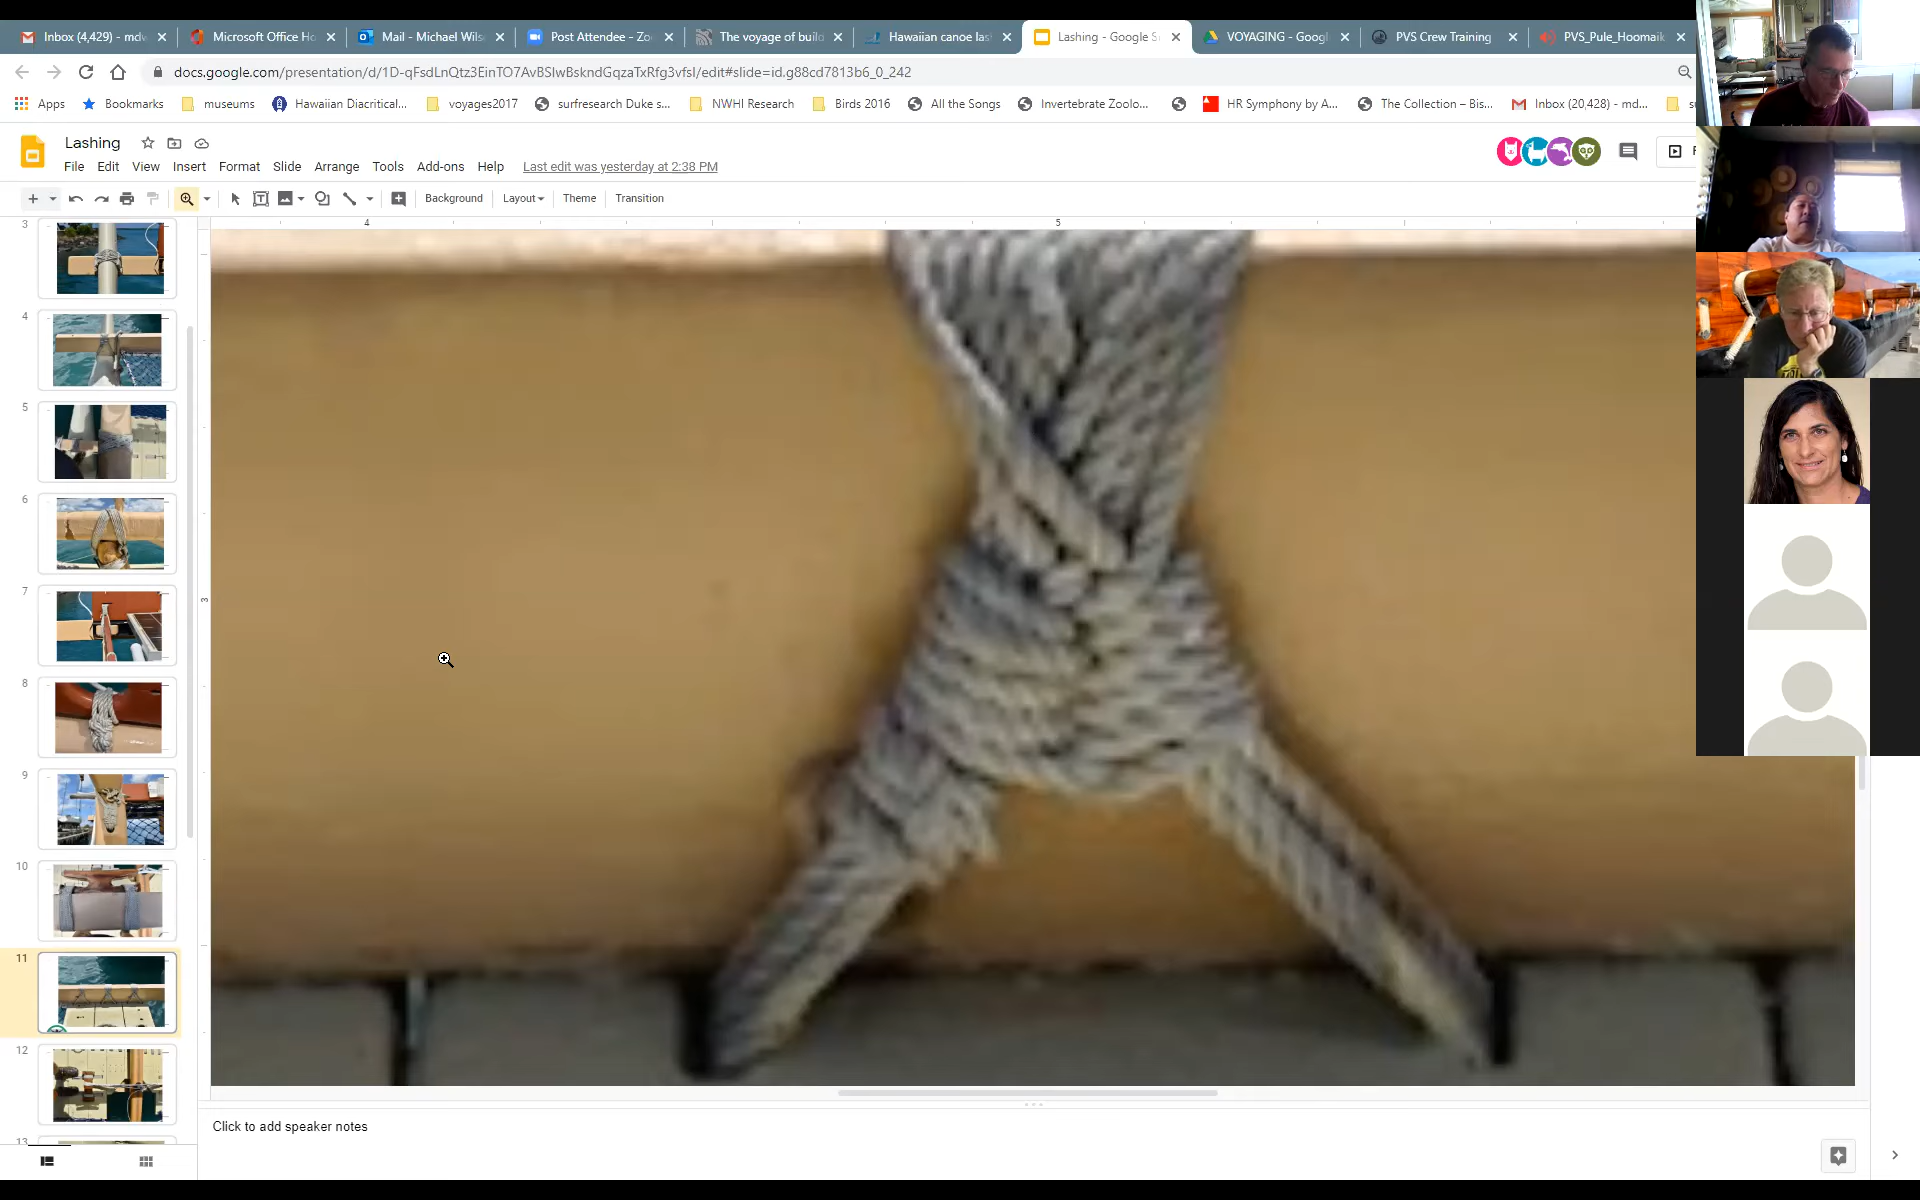 Inbox (4,429) - mdw
Microsoft Office Ho
Mail - Michael Wils
Post Attendee - Zo
The voyage of build
Hawaiian canoe las
Lashing - Google S
VOYAGING - Googl
PVS Crew Training
PVS_Pule_Hoomaik
docs.google.com/presentation/d/1D-qFsdLnQtz3EinTO7AvBSIwBskndGqzaTxRfg3vfsI/edit#slide=id.g88cd7813b6_0_242
Apps
Bookmarks
museums
Hawaiian Diacritical...
voyages2017
surfresearch Duke s...
NWHI Research
Birds 2016
All the Songs
Invertebrate Zoolo...
HR Symphony by A...
The Collection – Bis...
Inbox (20,428) - md...
Lashing
File Edit View Insert Format Slide Arrange Tools Add-ons Help Last edit was yesterday at 2:38 PM
Background Layout Theme Transition
4 5
3
3
4
5
6
7
8
9
10
11
12
13
Click to add speaker notes